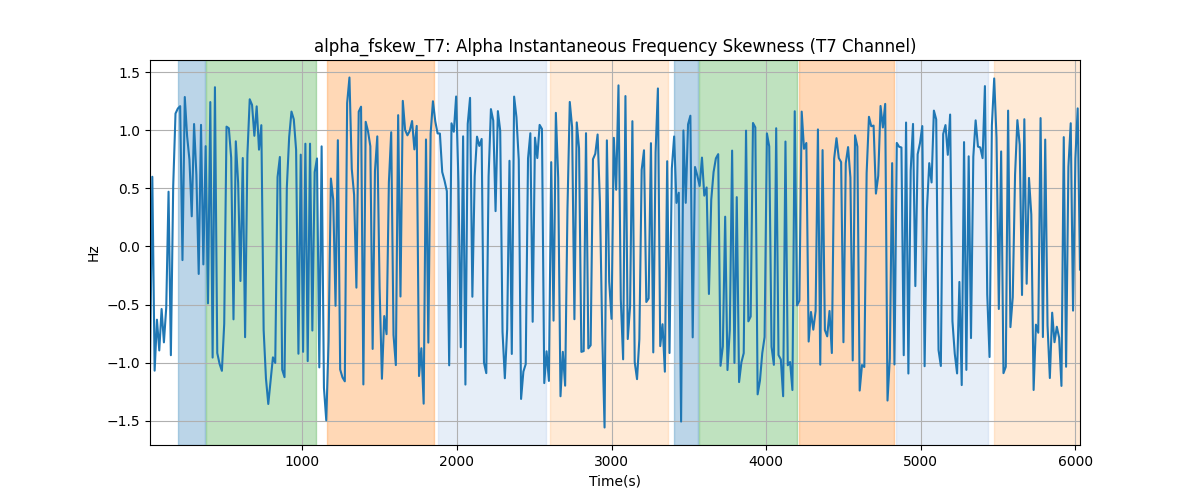 alpha_fskew_T7: Alpha Instantaneous Frequency Skewness (T7 Channel)
1.5
1.0
0.5
0.0
−0.5
−1.0
−1.5
Hz
1000 2000 3000 4000 5000 6000
Time(s)